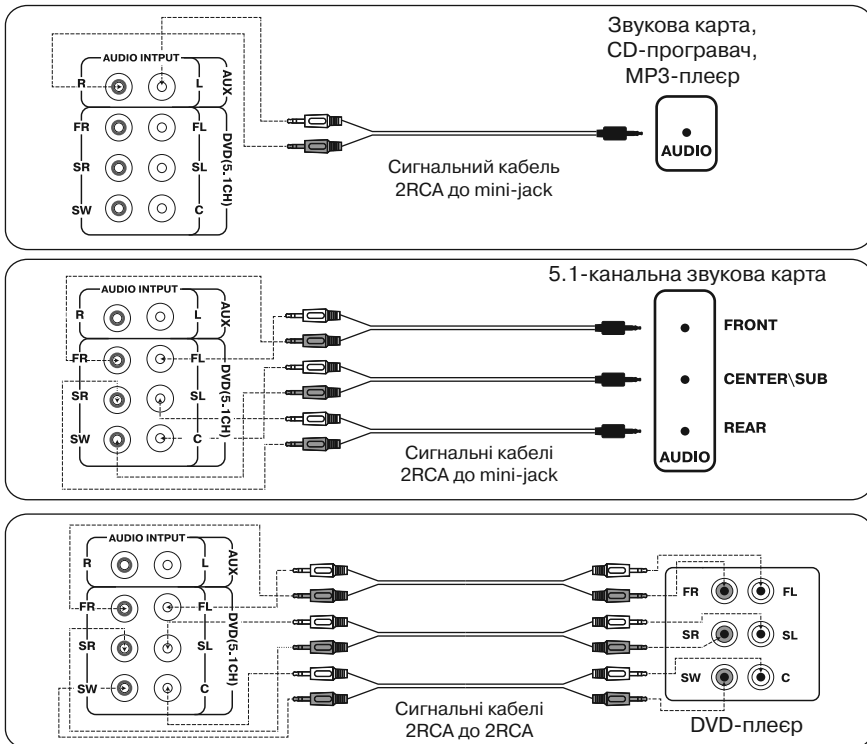 Звукова карта,
CD-програвач,
MP3-плеєр
AUDIO INTPUT
R L
AUX
FR FL
SR SL
SW C
DVD(5.1CH)
AUDIO
Сигнальний кабель
2RCA до mini-jack
5.1-канальна звукова карта
AUDIO INTPUT
R L
AUX
FR FL
SR SL
SW C
DVD(5.1CH)
FRONT
CENTER\SUB
REAR
AUDIO
Сигнальні кабелі
2RCA до mini-jack
AUDIO INTPUT
R L
AUX
FR FL
SR SL
SW C
DVD(5.1CH)
FR FL
SR SL
SW C
Сигнальні кабелі
2RCA до 2RCA
DVD-плеєр